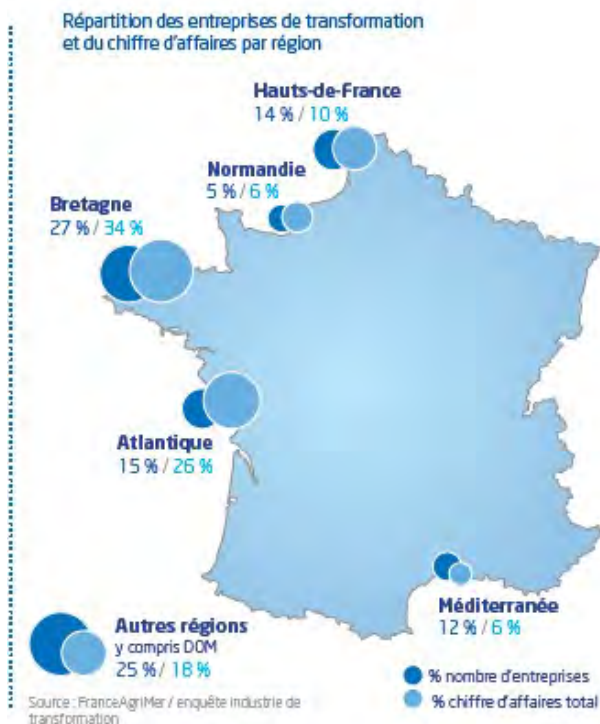 Répartition des entreprises de transformation
et du chiffre d'affaires par région
Hauts-de-France
14 % / 10 %
Normandie
5 % / 6 %
Bretagne
27 % / 34 %
Atlantique
15 % / 26 %
Méditerranée
12 % / 6 %
Autres régions
y compris DOM
25 % / 18 %
% nombre d'entreprises
% chiffre d'affaires total
Source : FranceAgriMer / enquête industrie de
transformation